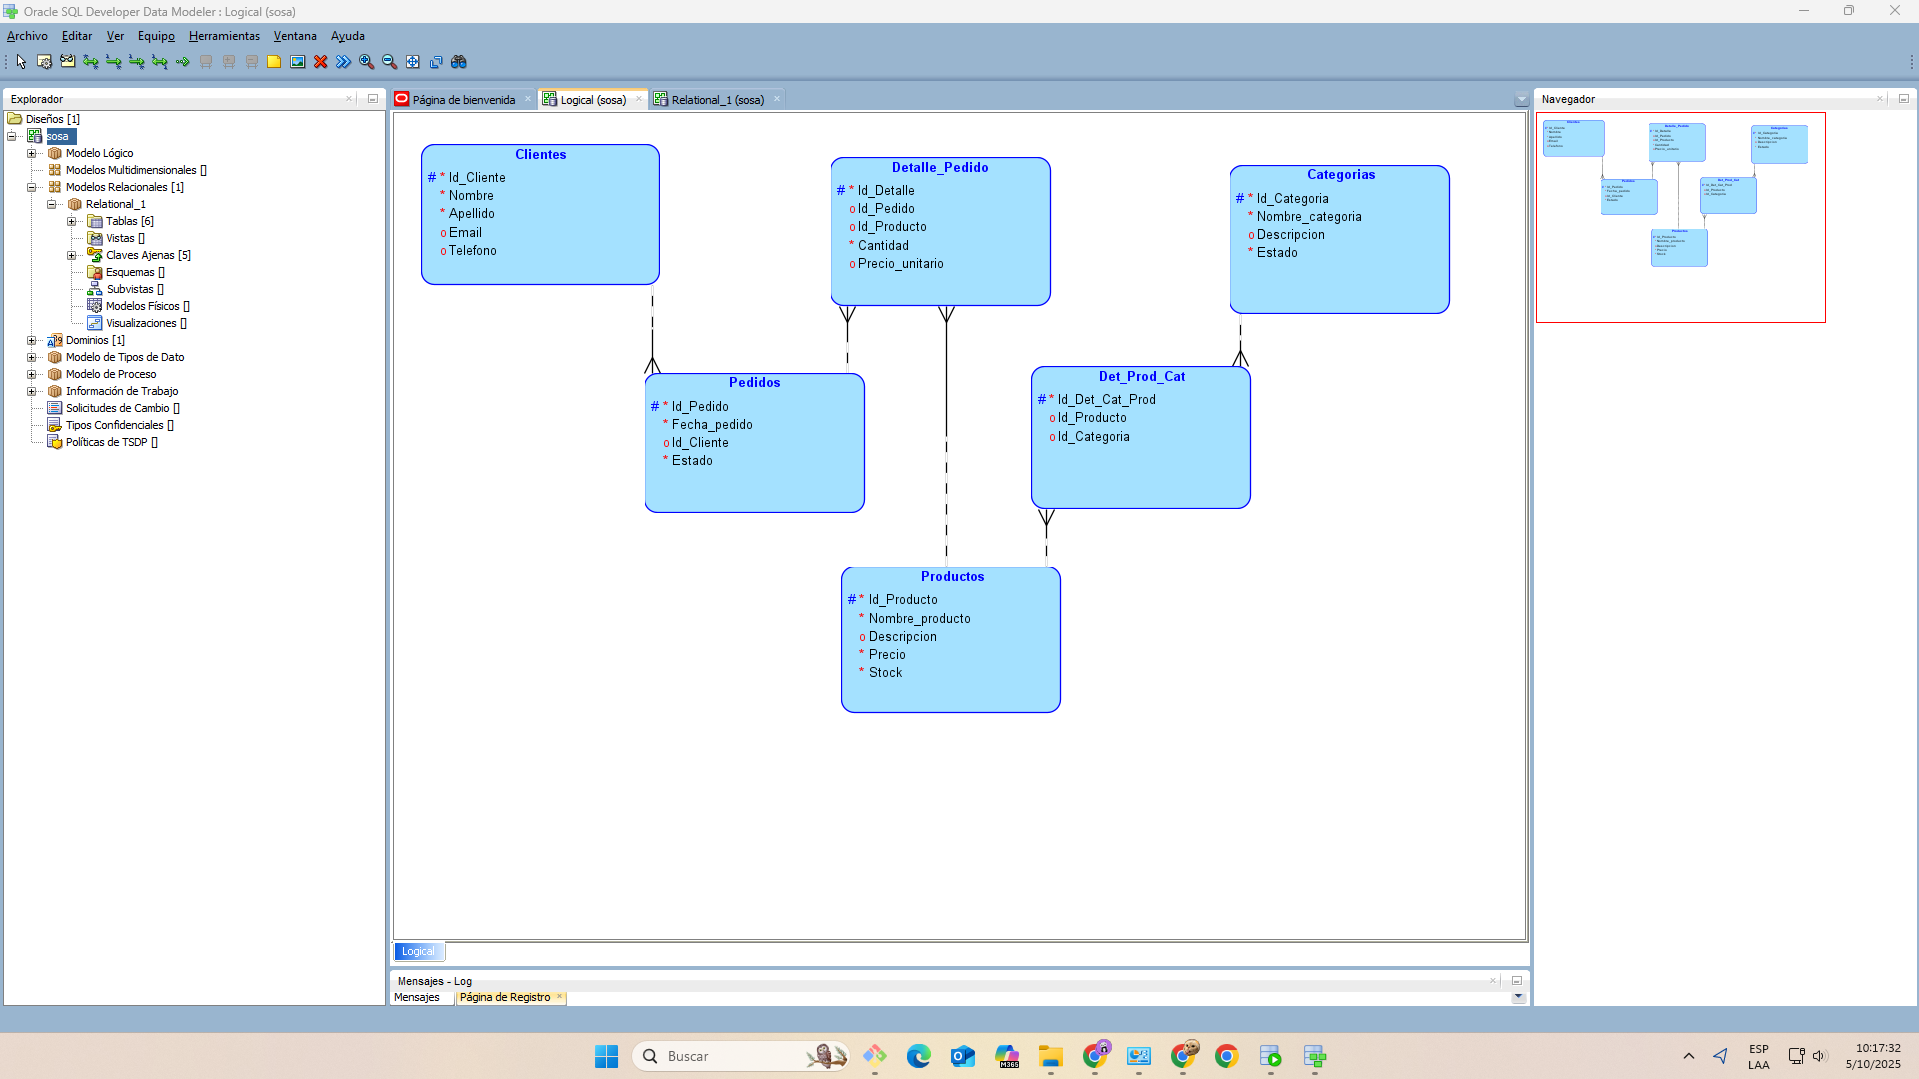 Oracle SQL Developer Data Modeler : Logical (sosa)
Archivo Editar Ver Equipo Herramientas Ventana Ayuda
Explorador
Diseños [1]
sosa
Modelo Lógico
Modelos Multidimensionales []
Modelos Relacionales [1]
Relational_1
Tablas [6]
Vistas []
Claves Ajenas [5]
Esquemas []
Subvistas []
Modelos Físicos []
Visualizaciones []
Dominios [1]
Modelo de Tipos de Dato
Modelo de Proceso
Información de Trabajo
Solicitudes de Cambio []
Tipos Confidenciales []
Políticas de TSDP []
Página de bienvenida
Logical (sosa)
Relational_1 (sosa)
Clientes
# * Id_Cliente
* Nombre
* Apellido
o Email
o Telefono
Detalle_Pedido
# * Id_Detalle
o Id_Pedido
o Id_Producto
* Cantidad
o Precio_unitario
Categorias
# * Id_Categoria
* Nombre_categoria
o Descripcion
* Estado
Pedidos
# * Id_Pedido
* Fecha_pedido
o Id_Cliente
* Estado
Det_Prod_Cat
# * Id_Det_Cat_Prod
o Id_Producto
o Id_Categoria
Productos
# * Id_Producto
* Nombre_producto
o Descripcion
* Precio
* Stock
Logical
Mensajes - Log
Mensajes
Página de Registro
Navegador
Buscar
M365
ESP
LAA
10:17:32
5/10/2025